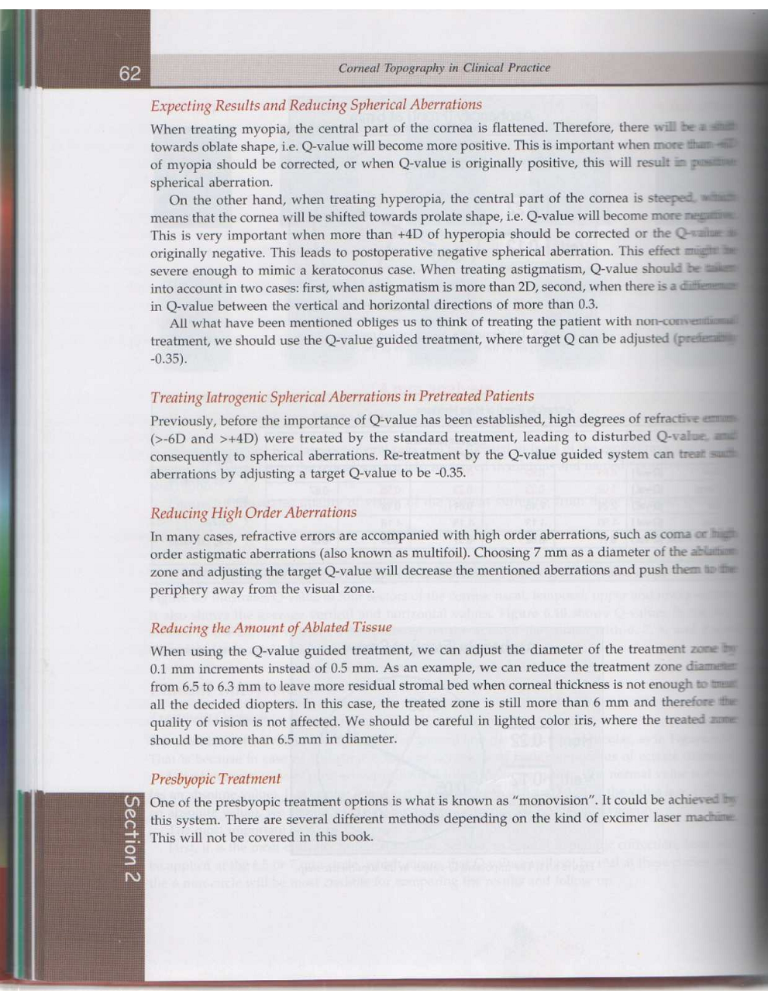 62
Corneal Topography in Clinical Practice
Expecting Results and Reducing Spherical Aberrations
When treating myopia, the central part of the cornea is flattened. Therefore, there will be a shift
towards oblate shape, i.e. Q-value will become more positive. This is important when more than
of myopia should be corrected, or when Q-value is originally positive, this will result in positive
spherical aberration.
On the other hand, when treating hyperopia, the central part of the cornea is steeped, which
means that the cornea will be shifted towards prolate shape, i.e. Q-value will become more negative.
This is very important when more than +4D of hyperopia should be corrected or the Q-value is
originally negative. This leads to postoperative negative spherical aberration. This effect might be
severe enough to mimic a keratoconus case. When treating astigmatism, Q-value should be taken
into account in two cases: first, when astigmatism is more than 2D, second, when there is a difference
in Q-value between the vertical and horizontal directions of more than 0.3.
All what have been mentioned obliges us to think of treating the patient with non-conventional
treatment, we should use the Q-value guided treatment, where target Q can be adjusted (preferably
-0.35).
Treating Iatrogenic Spherical Aberrations in Pretreated Patients
Previously, before the importance of Q-value has been established, high degrees of refractive errors
(>-6D and >+4D) were treated by the standard treatment, leading to disturbed Q-value, and
consequently to spherical aberrations. Re-treatment by the Q-value guided system can treat such
aberrations by adjusting a target Q-value to be -0.35.
Reducing High Order Aberrations
In many cases, refractive errors are accompanied with high order aberrations, such as coma or high
order astigmatic aberrations (also known as multifoil). Choosing 7 mm as a diameter of the ablation
zone and adjusting the target Q-value will decrease the mentioned aberrations and push them to the
periphery away from the visual zone.
Reducing the Amount of Ablated Tissue
When using the Q-value guided treatment, we can adjust the diameter of the treatment zone by
0.1 mm increments instead of 0.5 mm. As an example, we can reduce the treatment zone diameter
from 6.5 to 6.3 mm to leave more residual stromal bed when corneal thickness is not enough to treat
all the decided diopters. In this case, the treated zone is still more than 6 mm and therefore the
quality of vision is not affected. We should be careful in lighted color iris, where the treated zone
should be more than 6.5 mm in diameter.
Presbyopic Treatment
One of the presbyopic treatment options is what is known as "monovision". It could be achieved by
this system. There are several different methods depending on the kind of excimer laser machine.
This will not be covered in this book.
Section 2